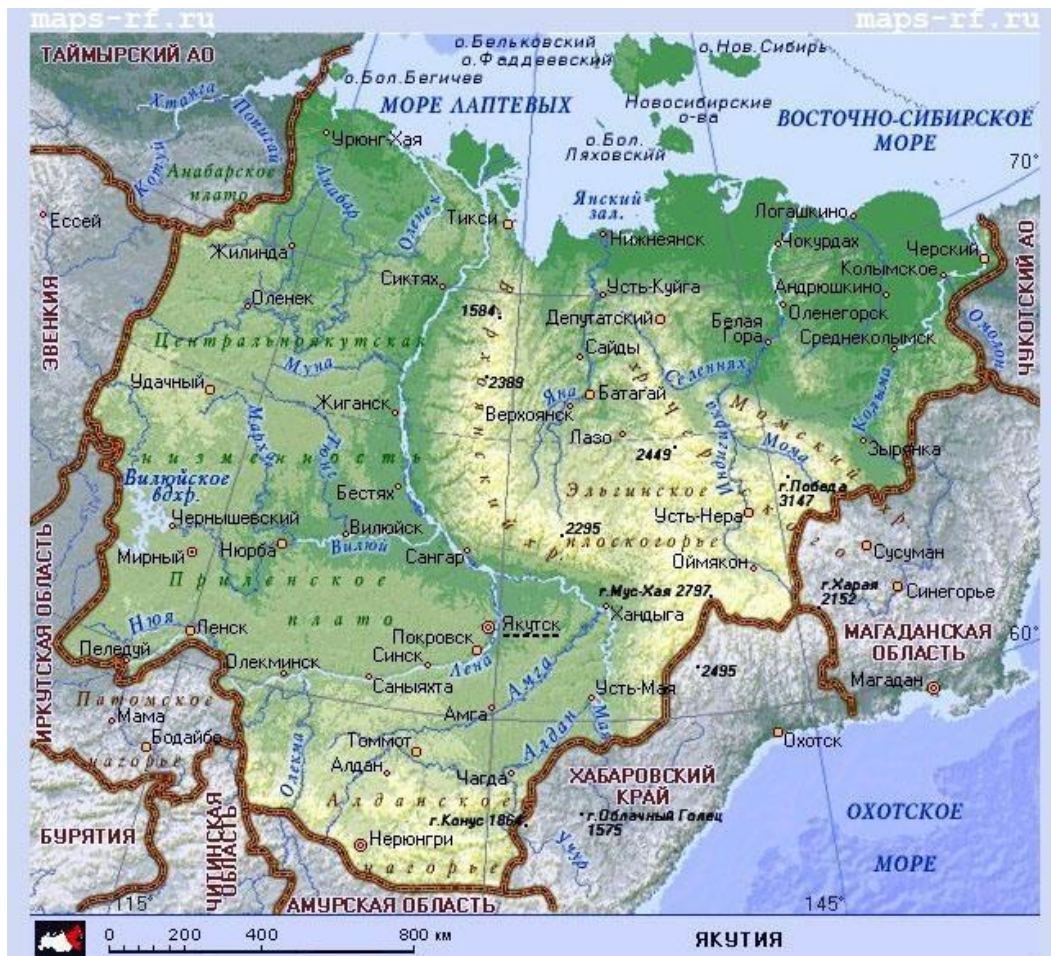 maps-rf.ru
maps-rf.ru
ТАЙМЫРСКИЙ АО
о.Бельковский
о.Фаддеевский
о.Нов.Сибирь
о.Бол.Бегичев
МОРЕ ЛАПТЕВЫХ
Новосибирские
о-ва
ВОСТОЧНО-СИБИРСКОЕ
МОРЕ
о.Бол.
Ляховский
70°
Хтанга
Попигай
Котуй
Урюнг-Хая
Анабарское
плато
Анабар
Оленек
Ессей
Тикси
Янский
зал.
Нижнеянск
Логашкино
Чокурдах
Черский
Колымское
Жилинда
Сиктях
Усть-Куйга
Андрюшкино
Оленек
1584
Депутатский
Белая
Гора
Оленегорск
Среднеколымск
Омолон
ЧУКОТСКИЙ АО
ЭВЕНКИЯ
Центральноякутская
низменность
Муна
Сайды
Селеннях
Удачный
2389
Яна
Батагай
Верхоянск
Верхоянский хр.
хр. Черского
Жиганск
Марха
Тюнг
Лазо
2449
Индигирка
Момский хр.
Мома
Колыма
Зырянка
Вилюйское
вдхр.
Бестях
Эльгинское
плоскогорье
г.Победа
3147
Чернышевский
Вилюйск
Усть-Нера
2295
Мирный
Нюрба
Вилюй
Сангар
Оймякон
Сусуман
Приленское
плато
г.Мус-Хая 2797
г.Харая
2152
Синегорье
Хандыга
ИРКУТСКАЯ ОБЛАСТЬ
Нюя
Ленск
Якутск
Покровск
МАГАДАНСКАЯ
ОБЛАСТЬ
60°
Пеледуй
Олекминск
Синск
Лена
Амга
2495
Магадан
Саныяхта
Усть-Мая
Патомское
нагорье
Мама
Бодайбо
Амга
Мая
Томмот
Алдан
Охотск
Олекма
Алдан
Чагда
ХАБАРОВСКИЙ
КРАЙ
Алданское
нагорье
г.Конус 1864
г.Облачный Голец
1575
ОХОТСКОЕ
МОРЕ
БУРЯТИЯ
ЧИТИНСКАЯ
ОБЛАСТЬ
Нерюнгри
Учур
115°
АМУРСКАЯ ОБЛАСТЬ
145°
0 200 400 800 км
ЯКУТИЯ